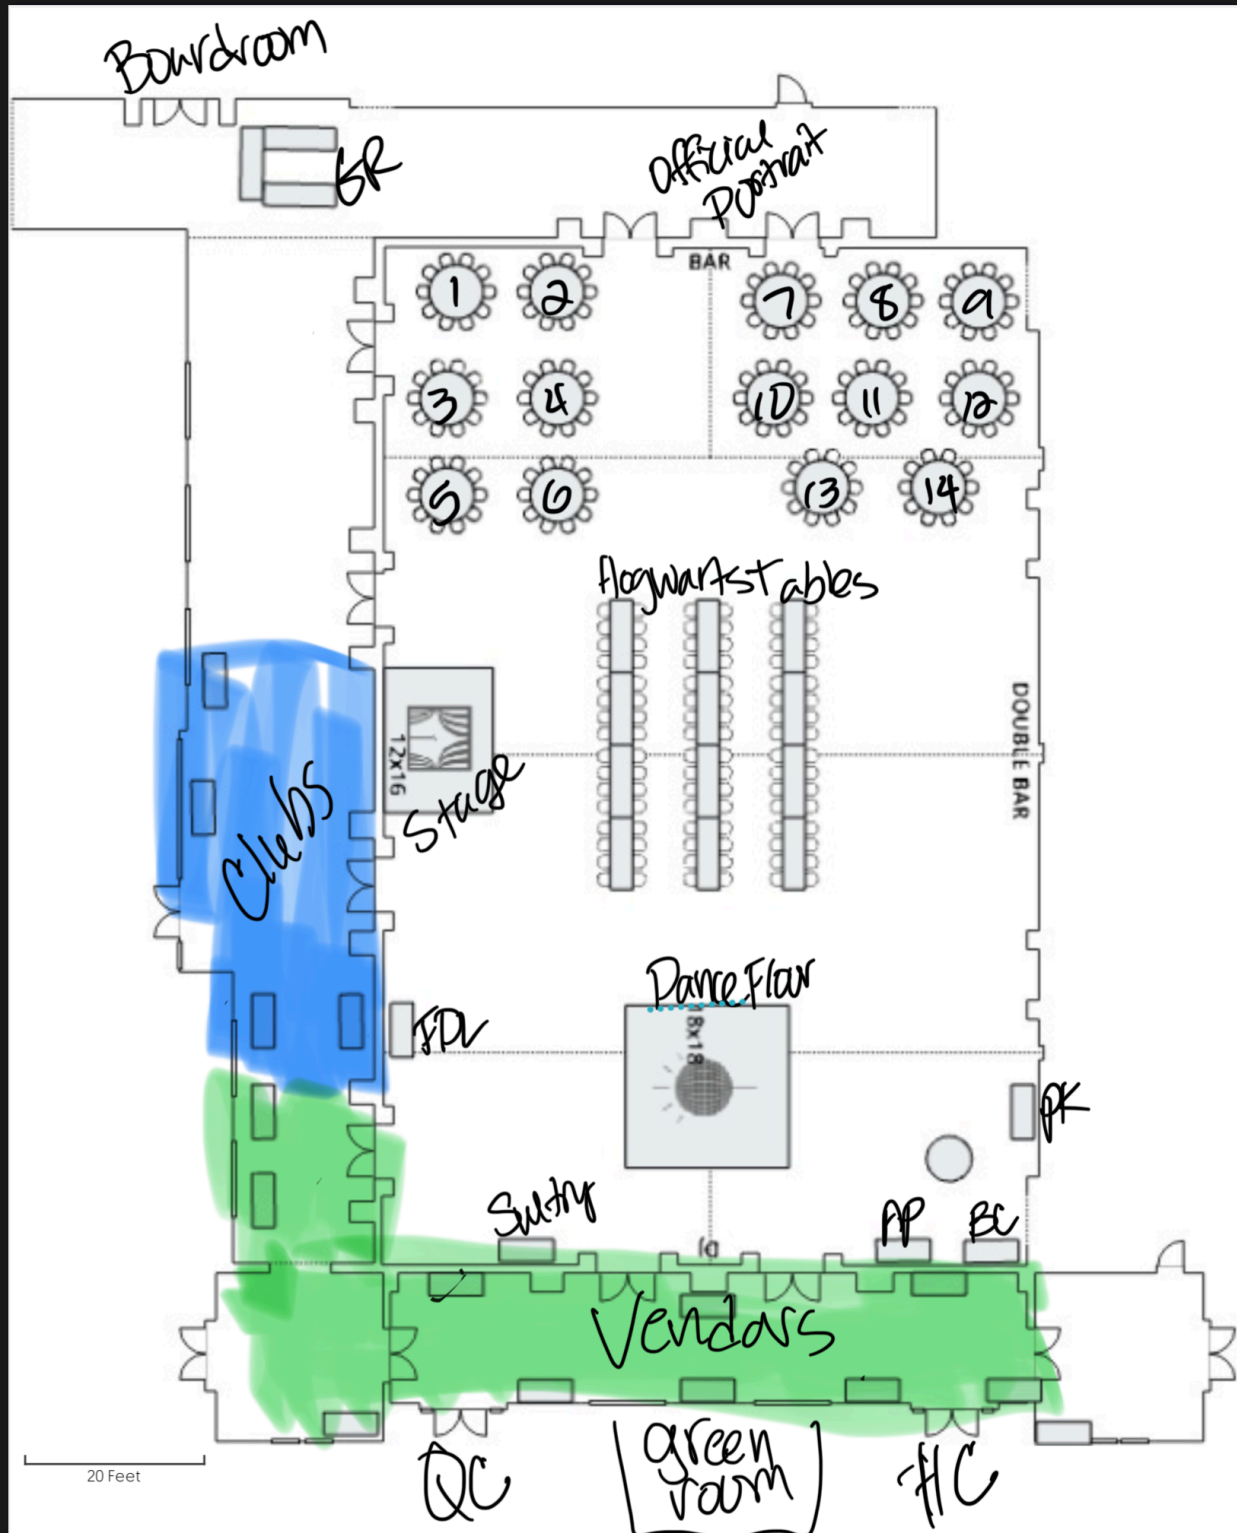 Boardroom
GR
Official
Portrait
BAR
1
2
7
8
9
3
4
10
11
12
5
6
13
14
Hogwarts Tables
12x16
Stage
DOUBLE BAR
Clubs
Dance Floor
18x18
PK
Sultry
AP
BC
Vendors
QC
green
room
HC
20 Feet